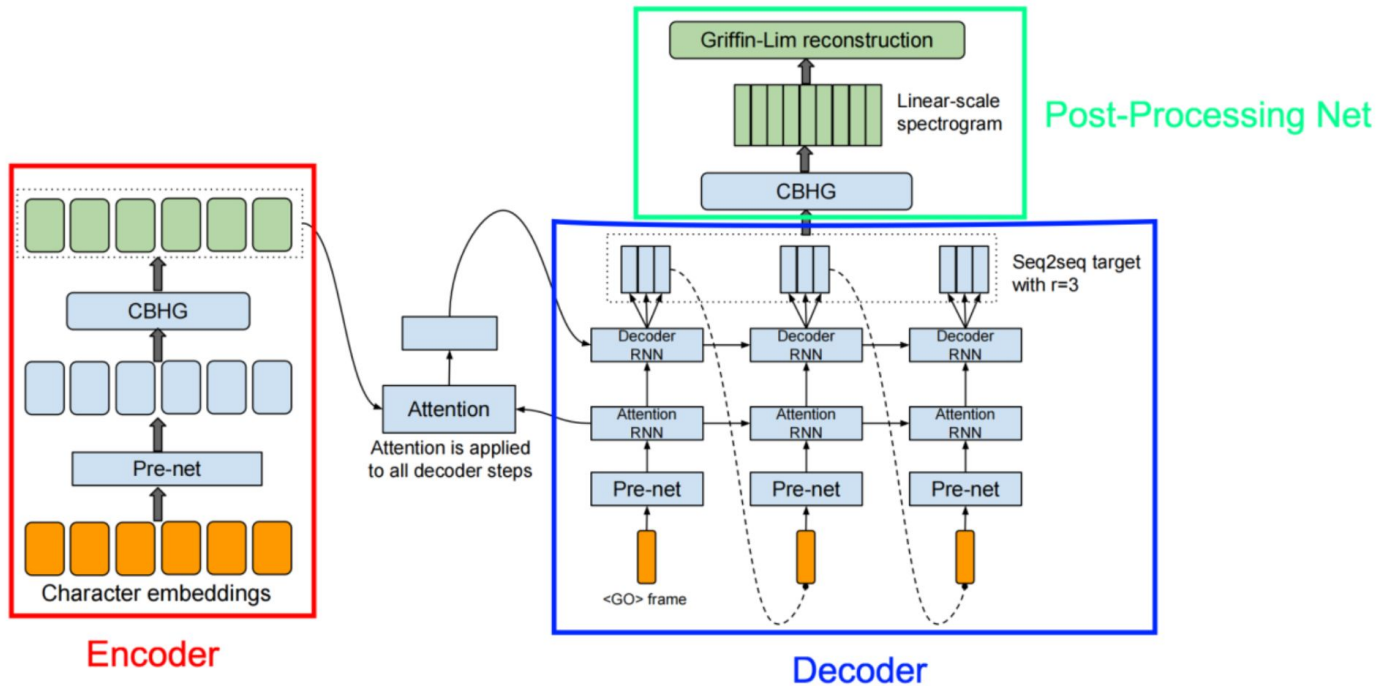 Griffin-Lim reconstruction
Linear-scale
spectrogram
Post-Processing Net
CBHG
Seq2seq target
with r=3
CBHG
Decoder
RNN
Decoder
RNN
Decoder
RNN
Attention
Attention is applied
to all decoder steps
Attention
RNN
Attention
RNN
Attention
RNN
Pre-net
Pre-net
Pre-net
Pre-net
Character embeddings
<GO> frame
Encoder
Decoder